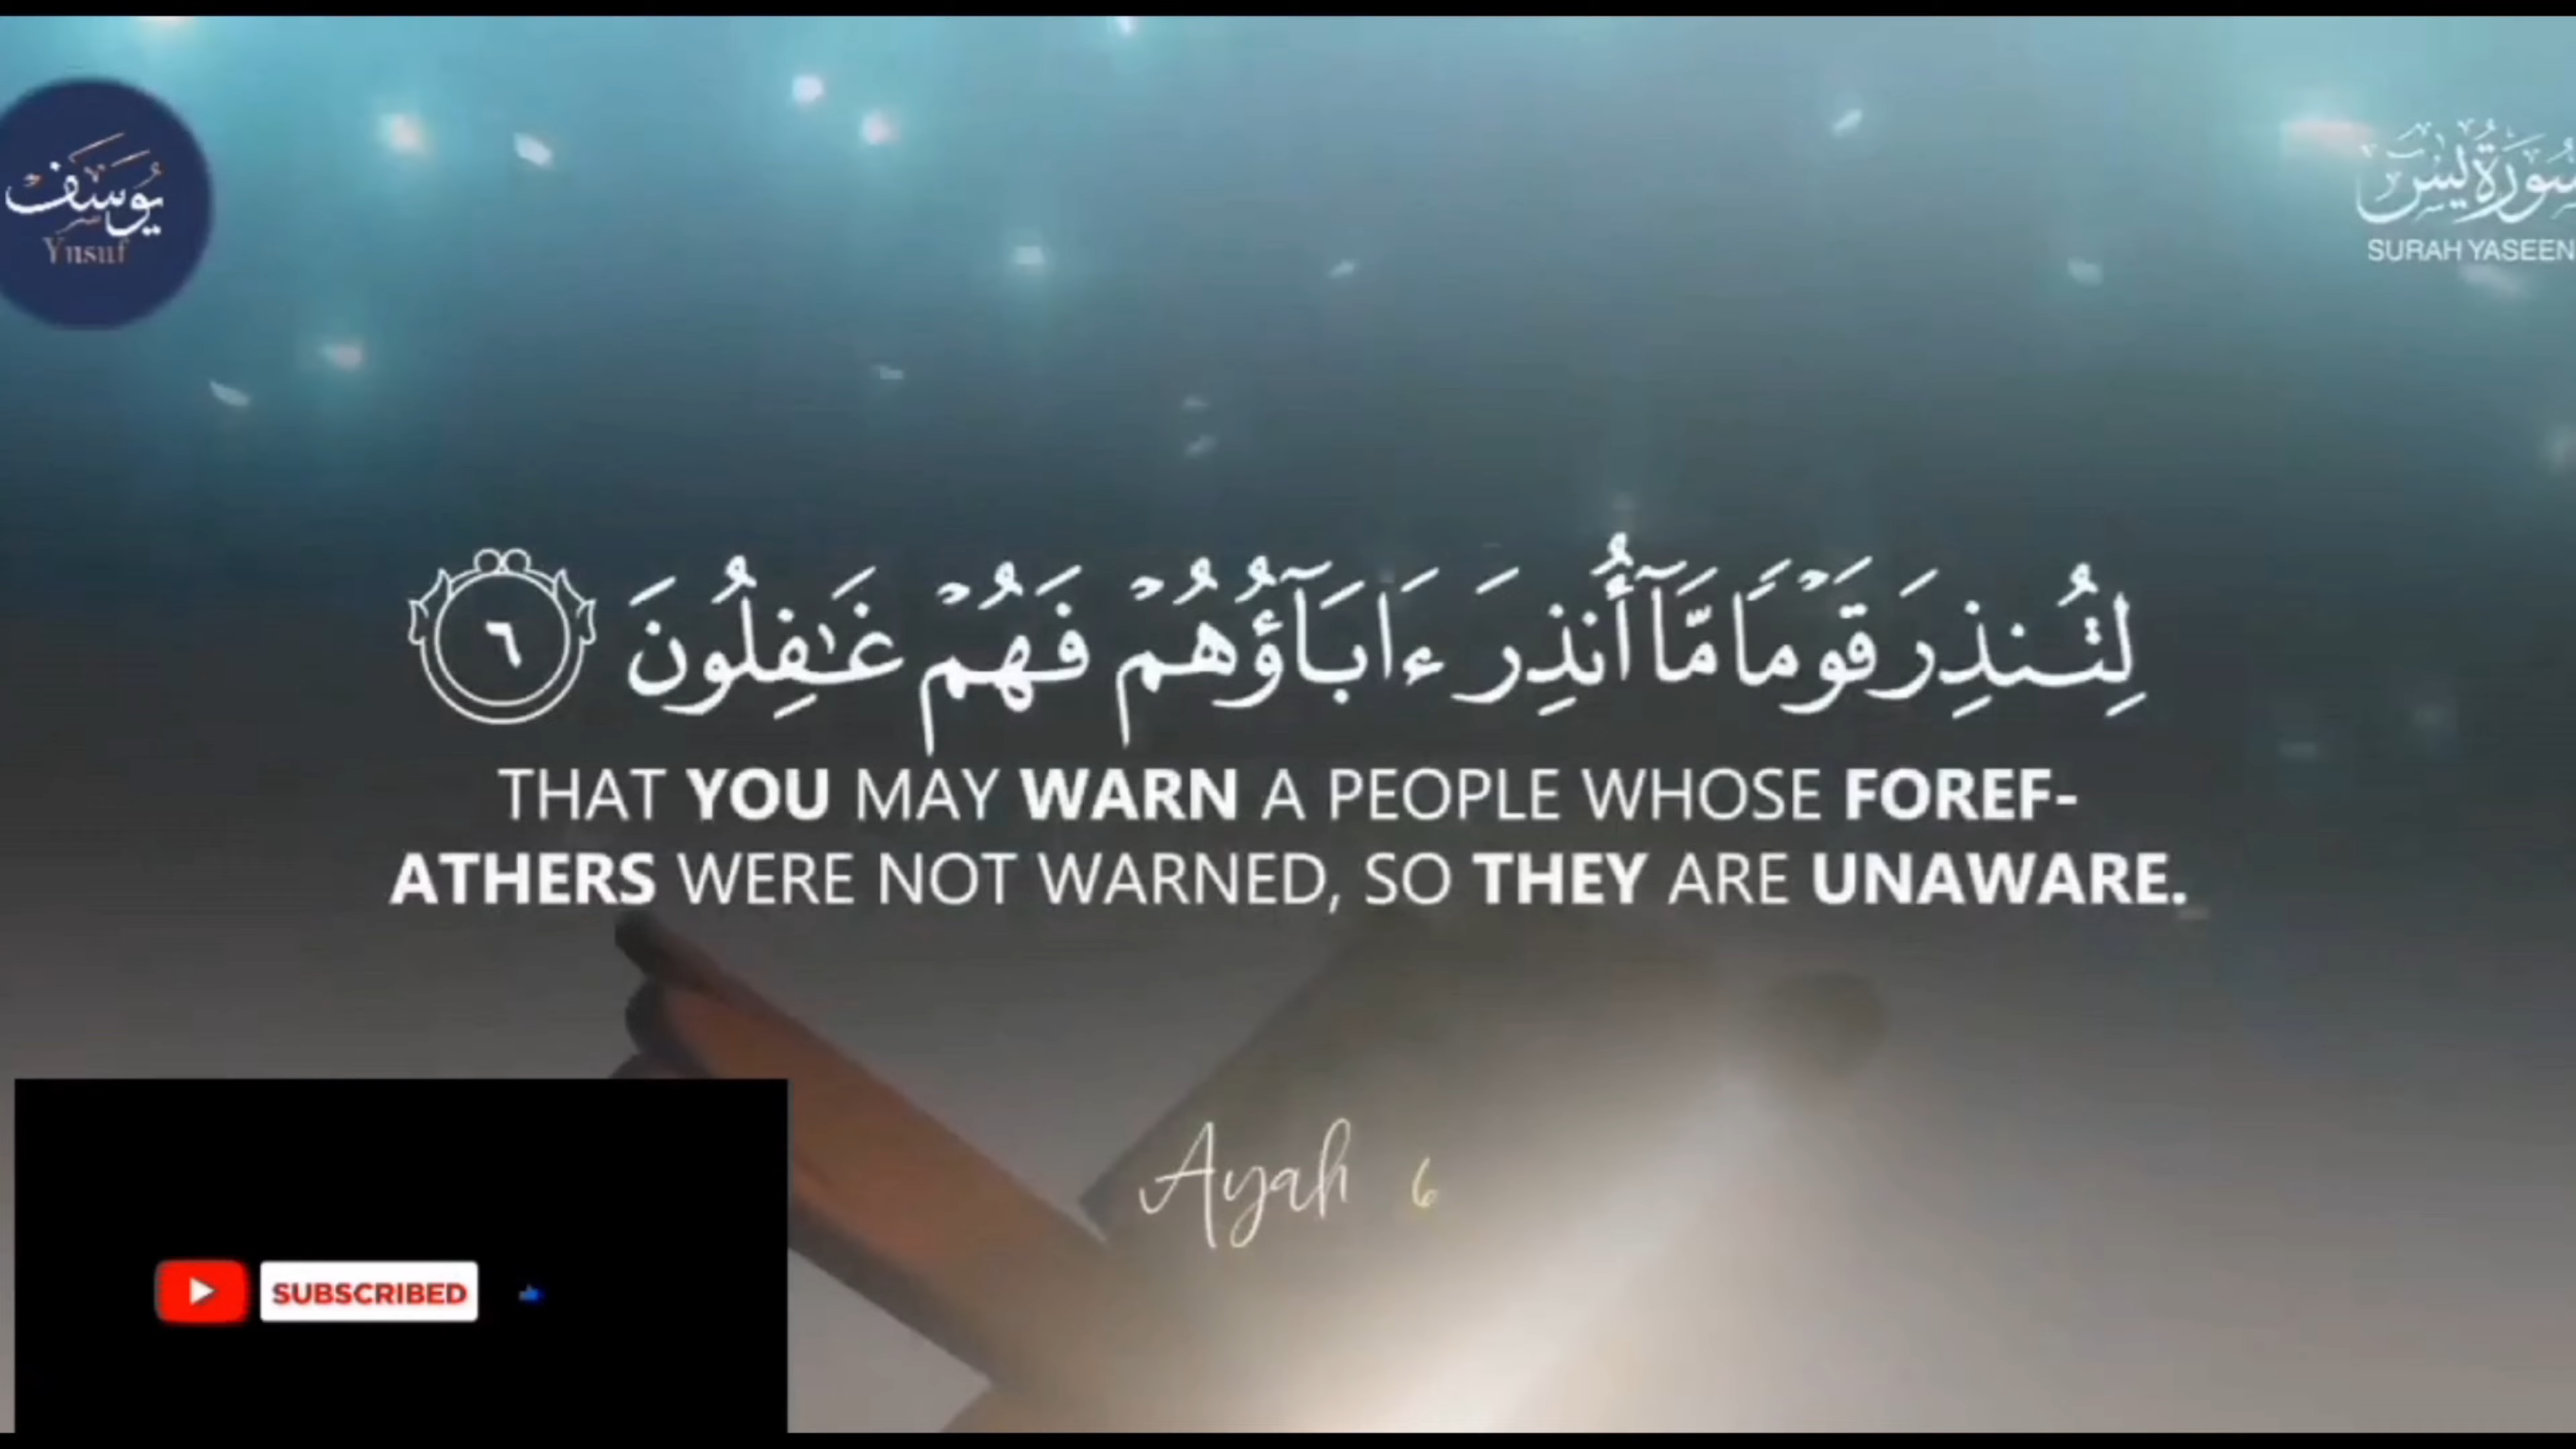 يُوسَف
Yusuf
سُورَةُ يس
SURAH YASEEN
لِتُنذِرَ قَوْمًا مَّآ أُنذِرَ ءَابَآؤُهُمْ فَهُمْ غَٰفِلُونَ ٦
THAT YOU MAY WARN A PEOPLE WHOSE FOREF-
ATHERS WERE NOT WARNED, SO THEY ARE UNAWARE.
Ayah 6
SUBSCRIBED